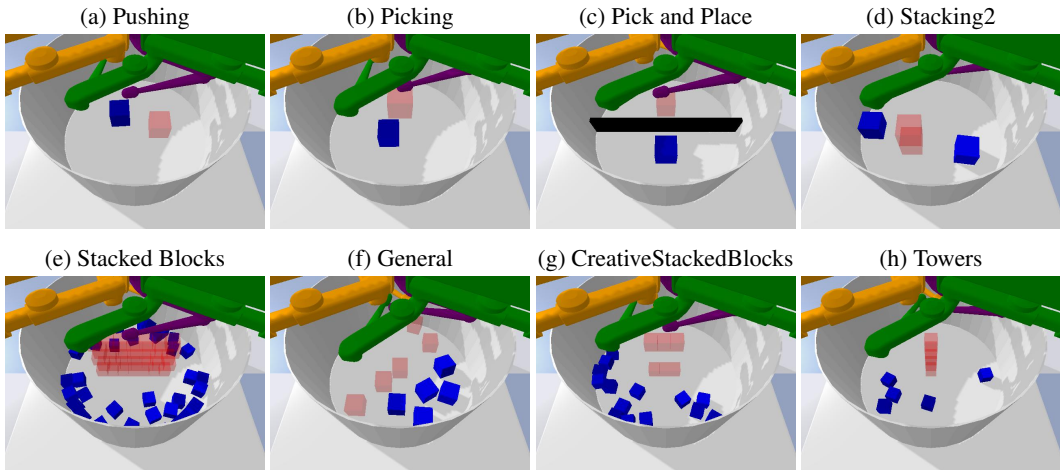 (a) Pushing
(b) Picking
(c) Pick and Place
(d) Stacking2
(e) Stacked Blocks
(f) General
(g) CreativeStackedBlocks
(h) Towers